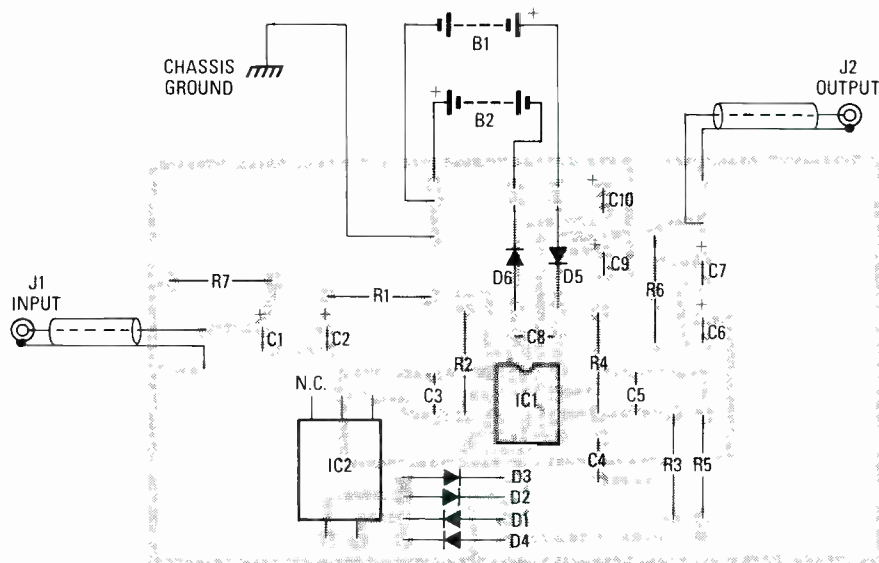 +
B1
CHASSIS
GROUND
J2
OUTPUT
+
B2
+
C10
+
C9
+
C7
D6
D5
R6
R7
J1
INPUT
R1
+
C1
+
C2
+
C6
C8
R2
R4
N.C.
C3
IC1
C5
IC2
C4
R3
R5
D3
D2
D1
D4